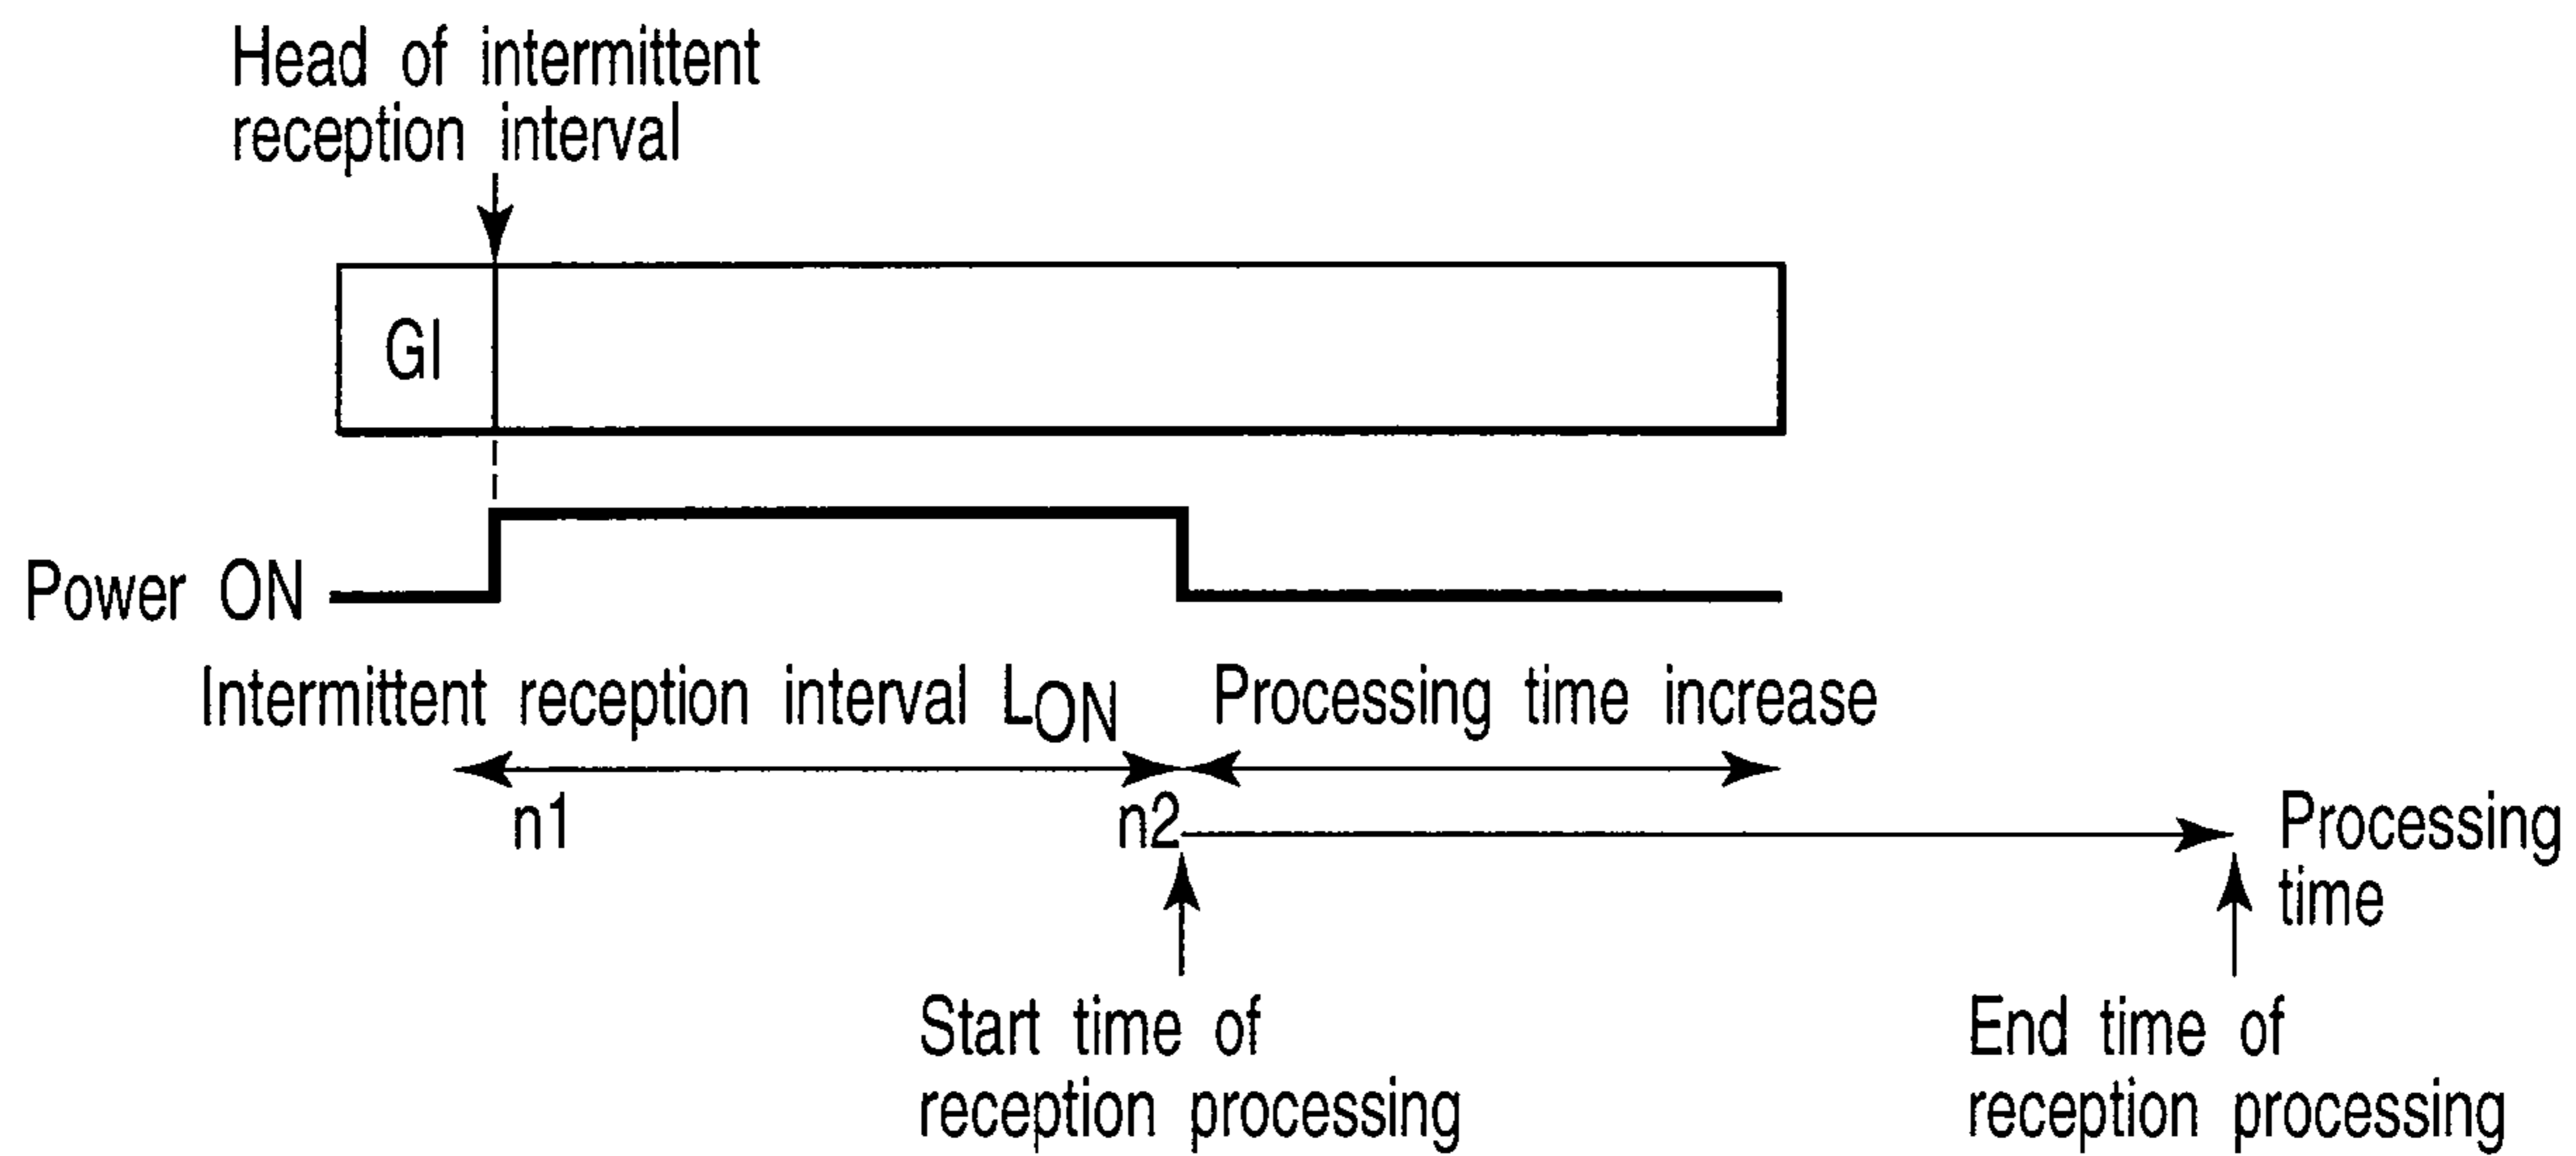 Head of intermittent
reception interval
GI
Power ON
Intermittent reception interval LON
Processing time increase
n1
n2
Processing
time
Start time of
reception processing
End time of
reception processing